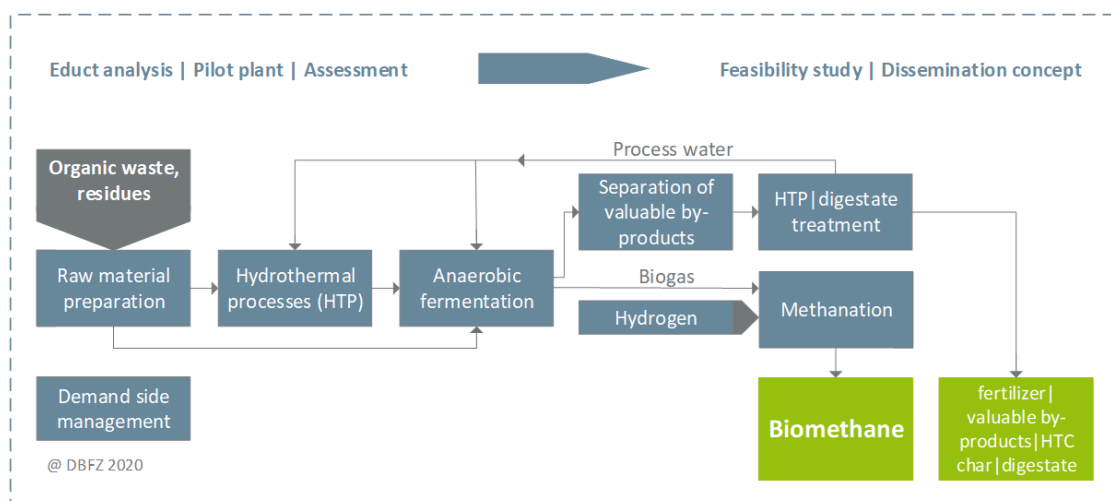 Educt analysis | Pilot plant | Assessment
Feasibility study | Dissemination concept
Organic waste,
residues
Process water
Separation of
valuable by-
products
HTP|digestate
treatment
Raw material
preparation
Hydrothermal
processes (HTP)
Anaerobic
fermentation
Biogas
Hydrogen
Methanation
Demand side
management
Biomethane
fertilizer|
valuable by-
products|HTC
char|digestate
@ DBFZ 2020